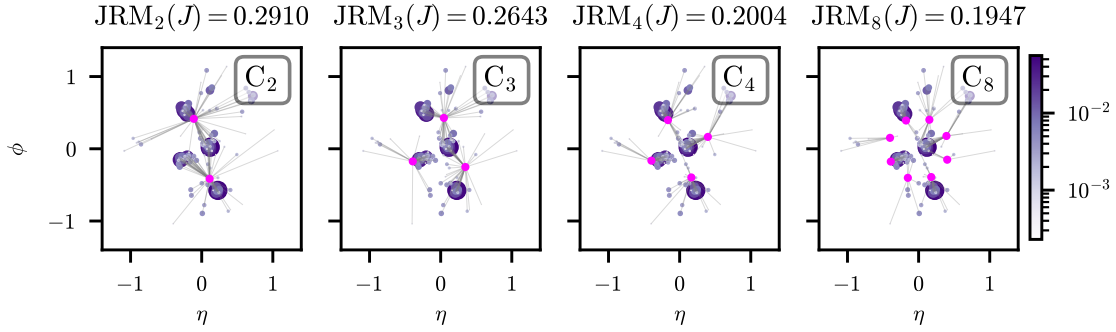 JRM₂(J) = 0.2910
JRM₃(J) = 0.2643
JRM₄(J) = 0.2004
JRM₈(J) = 0.1947
C₂
C₃
C₄
C₈
1
0
−1
ϕ
−1 0 1
−1 0 1
−1 0 1
−1 0 1
η
η
η
η
10⁻²
10⁻³